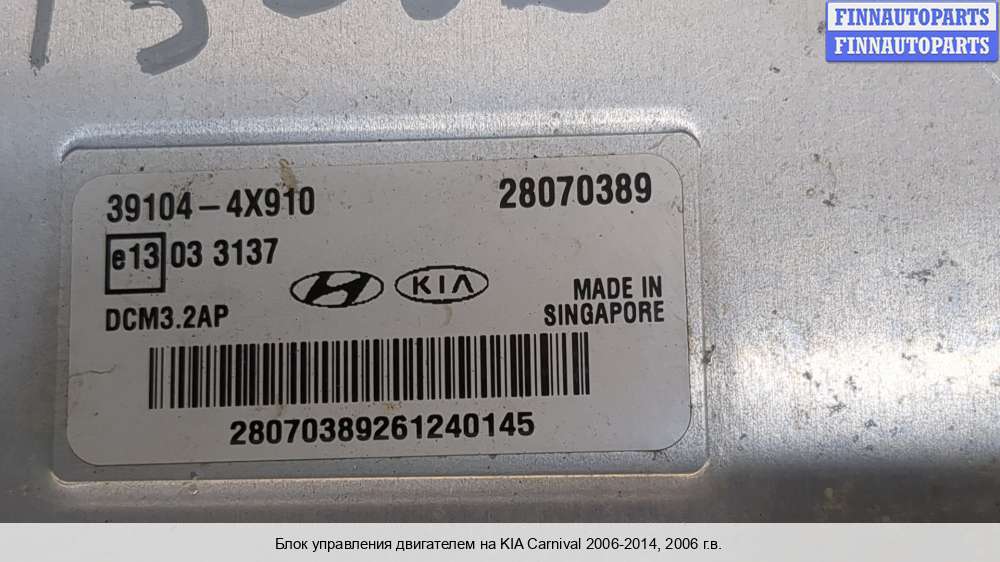 FINNAUTOPARTS
FINNAUTOPARTS
39104-4X910
28070389
e13 03 3137
KIA
DCM3.2AP
MADE IN
SINGAPORE
28070389261240145
Блок управления двигателем на KIA Carnival 2006-2014, 2006 г.в.